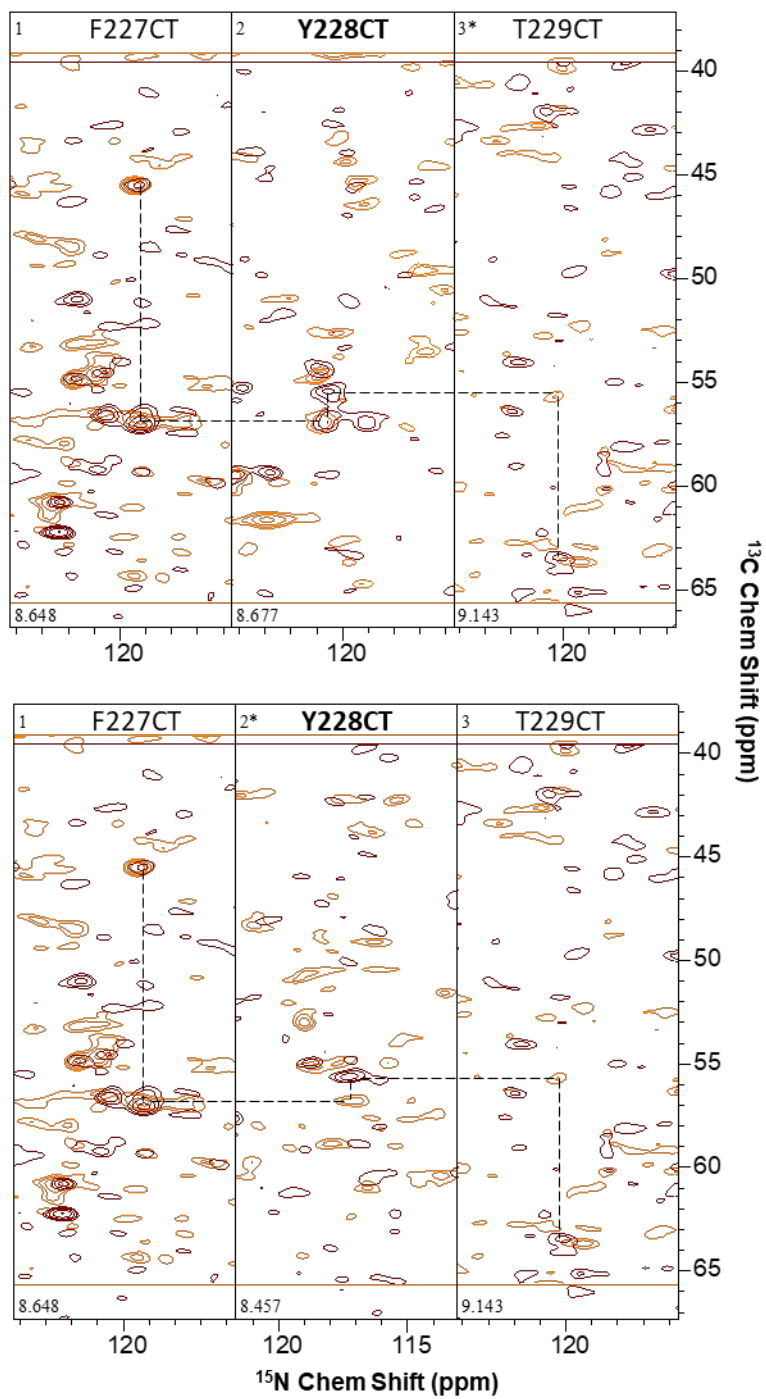 1 F227CT 2 Y228CT 3* T229CT
40
45
50
55
60
65
8.648 8.677 9.143
120 120 120
13C Chem Shift (ppm)
1 F227CT 2* Y228CT 3 T229CT
40
45
50
55
60
65
8.648 8.457 9.143
120 120 115 120
15N Chem Shift (ppm)